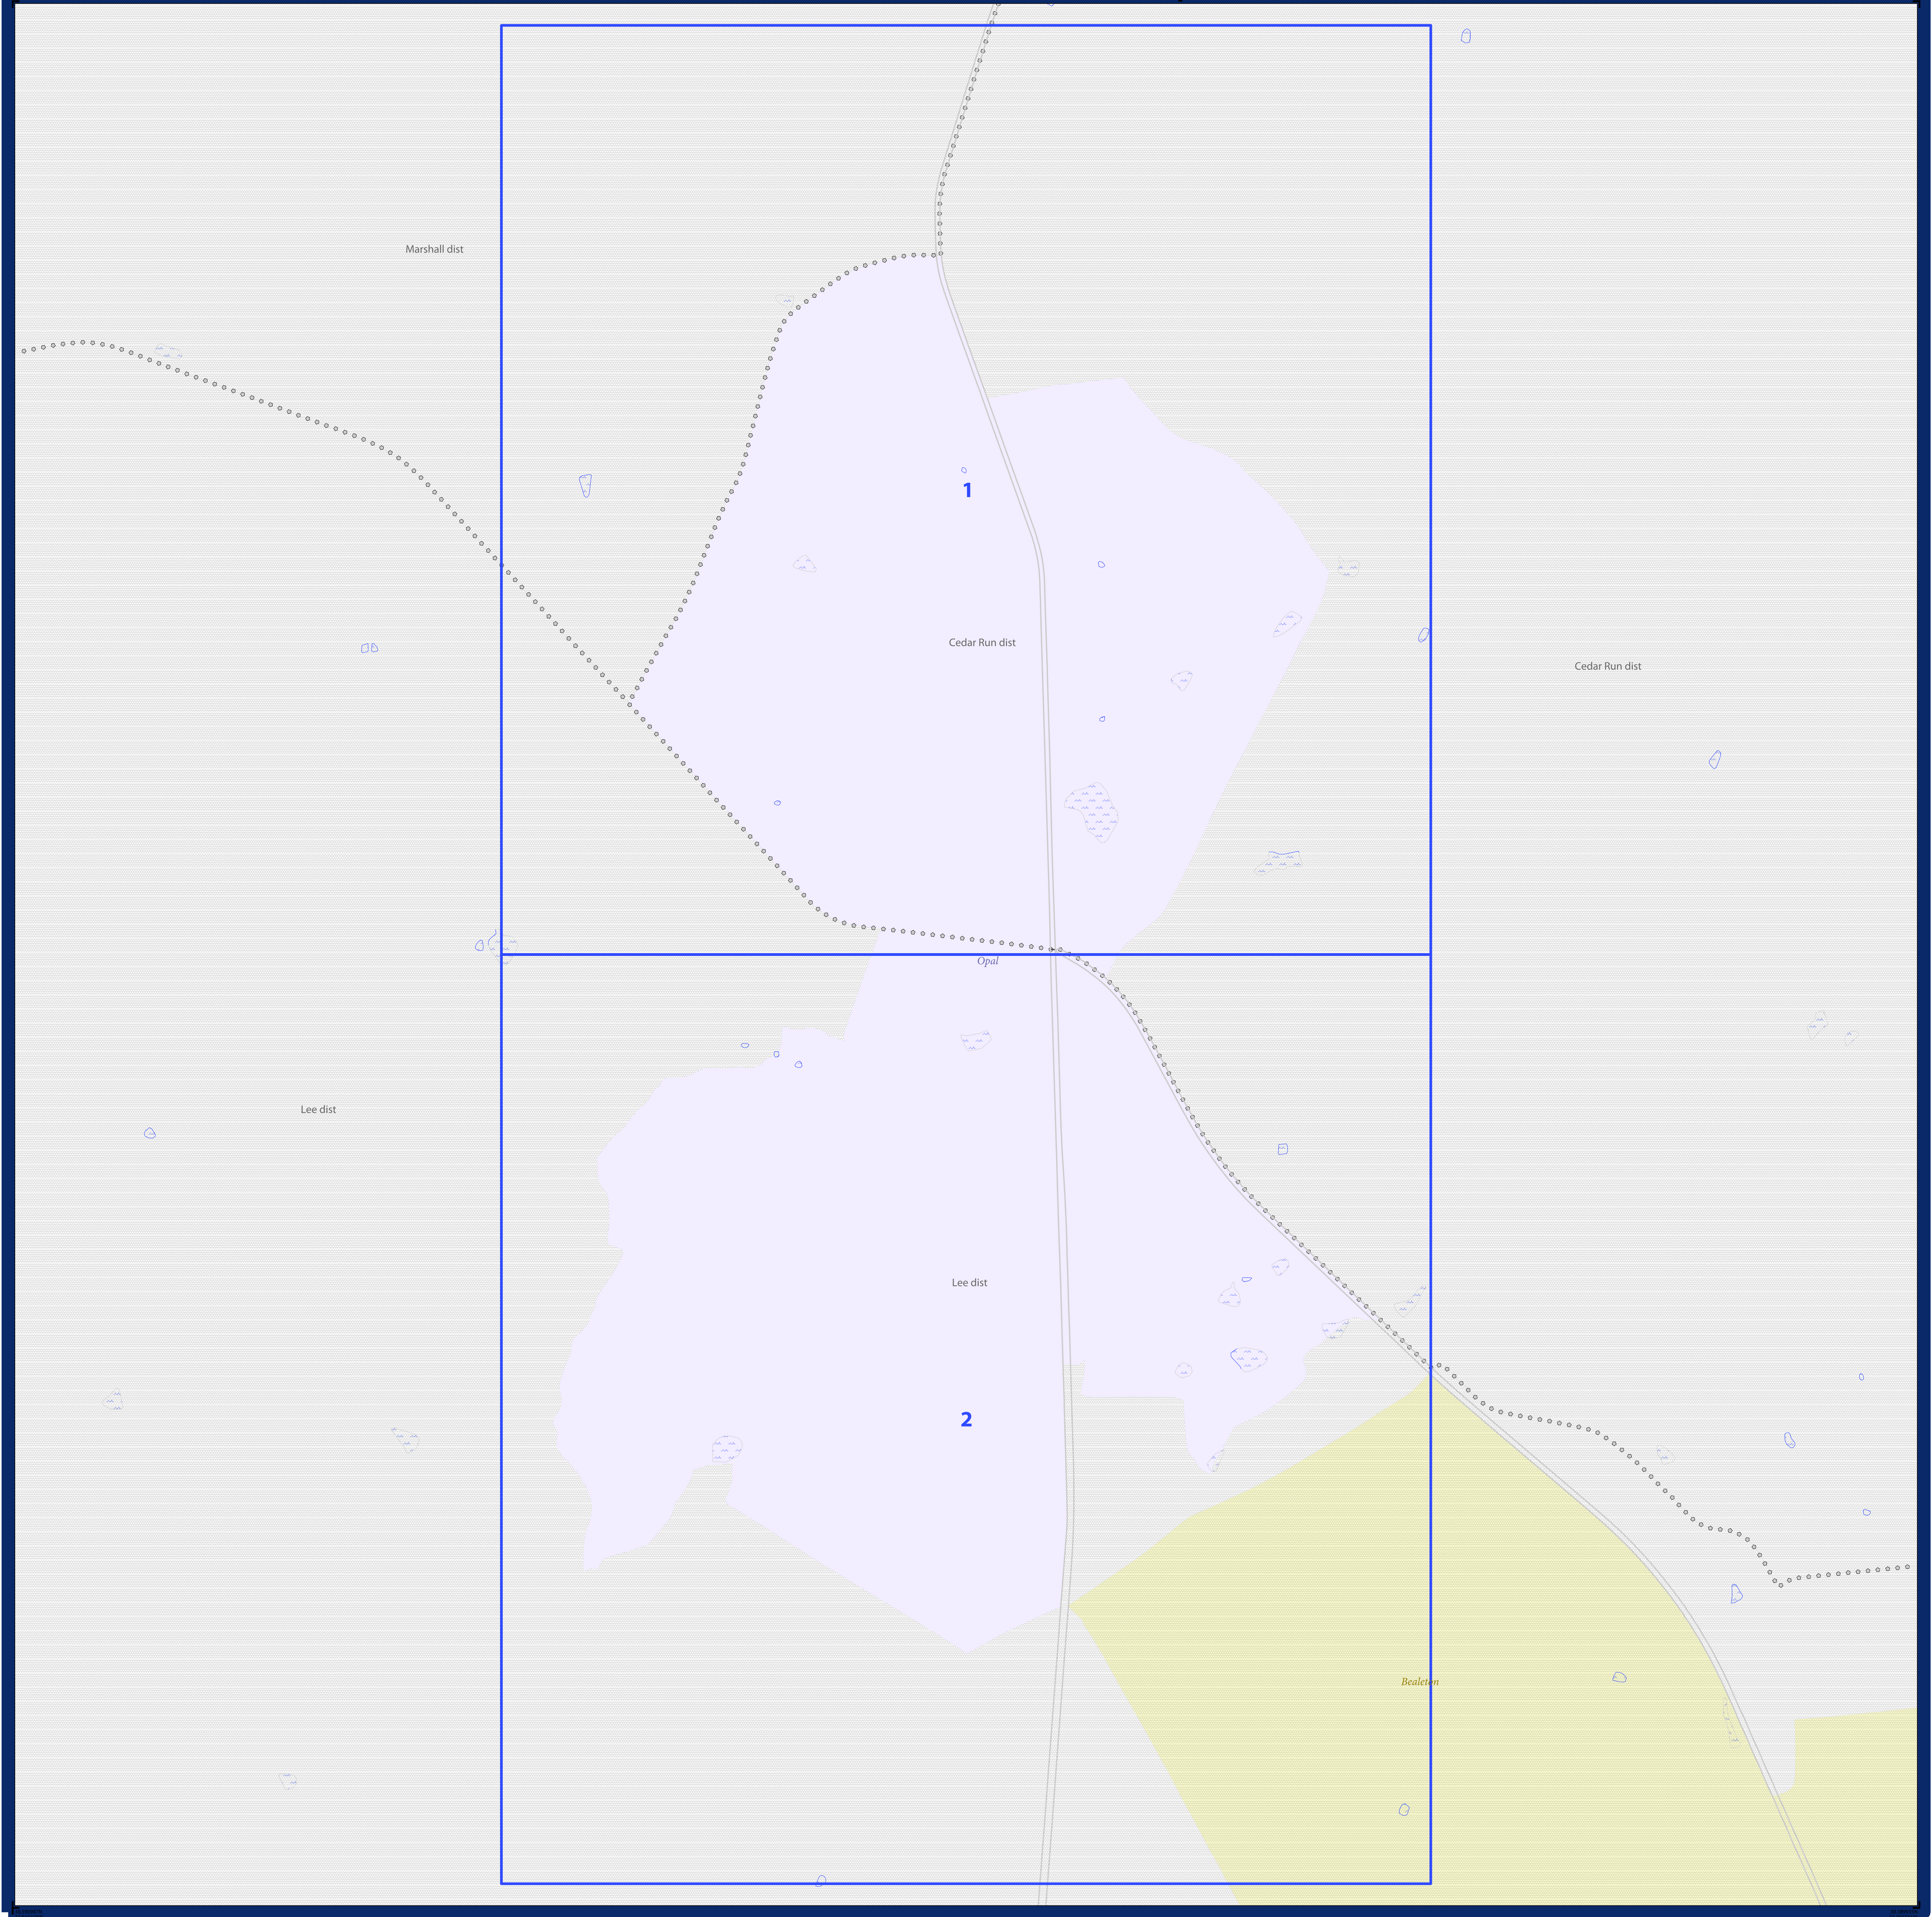 Marshall dist
1
Cedar Run dist
Cedar Run dist
Opal
Lee dist
Lee dist
2
Bealeton